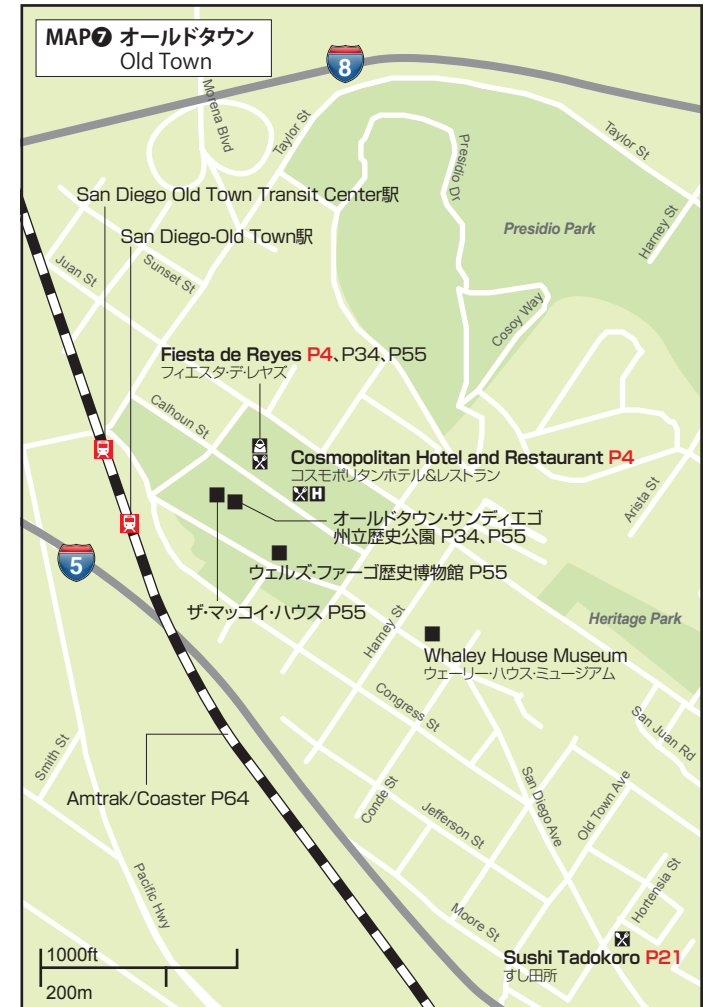 MAP❼ オールドタウン
Old Town
8
Morena Blvd
Taylor St
Taylor St
Presidio Dr
Presidio Park
Harney St
San Diego Old Town Transit Center駅
San Diego-Old Town駅
Juan St
Sunset St
Cosoy Way
Fiesta de Reyes P4、P34、P55
フィエスタ・デ・レヤズ
Calhoun St
Cosmopolitan Hotel and Restaurant P4
コスモポリタンホテル&レストラン
H
Arista St
オールドタウン・サンディエゴ
州立歴史公園 P34、P55
5
ウェルズ・ファーゴ歴史博物館 P55
ザ・マッコイ・ハウス P55
Harney St
Heritage Park
Whaley House Museum
ウェーリー・ハウス・ミュージアム
Congress St
San Juan Rd
Smith St
Amtrak/Coaster P64
Conde St
San Diego Ave
Old Town Ave
Jefferson St
Pacific Hwy
Moore St
Hortensia St
Sushi Tadokoro P21
すし田所
1000ft
200m